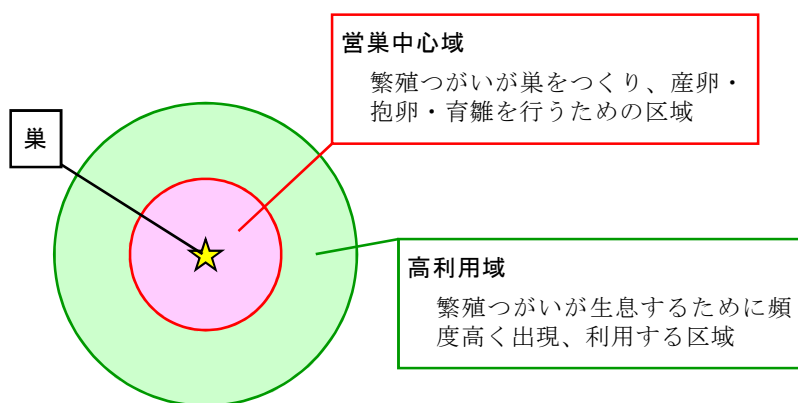 営巣中心域
繁殖つがいが巣をつくり、産卵・
抱卵・育雛を行うための区域
巣
高利用域
繁殖つがいが生息するために頻
度高く出現、利用する区域